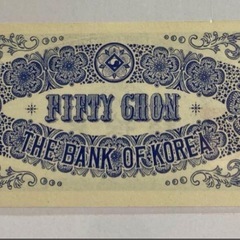 FIFTY CHON
THE BANK OF KOREA